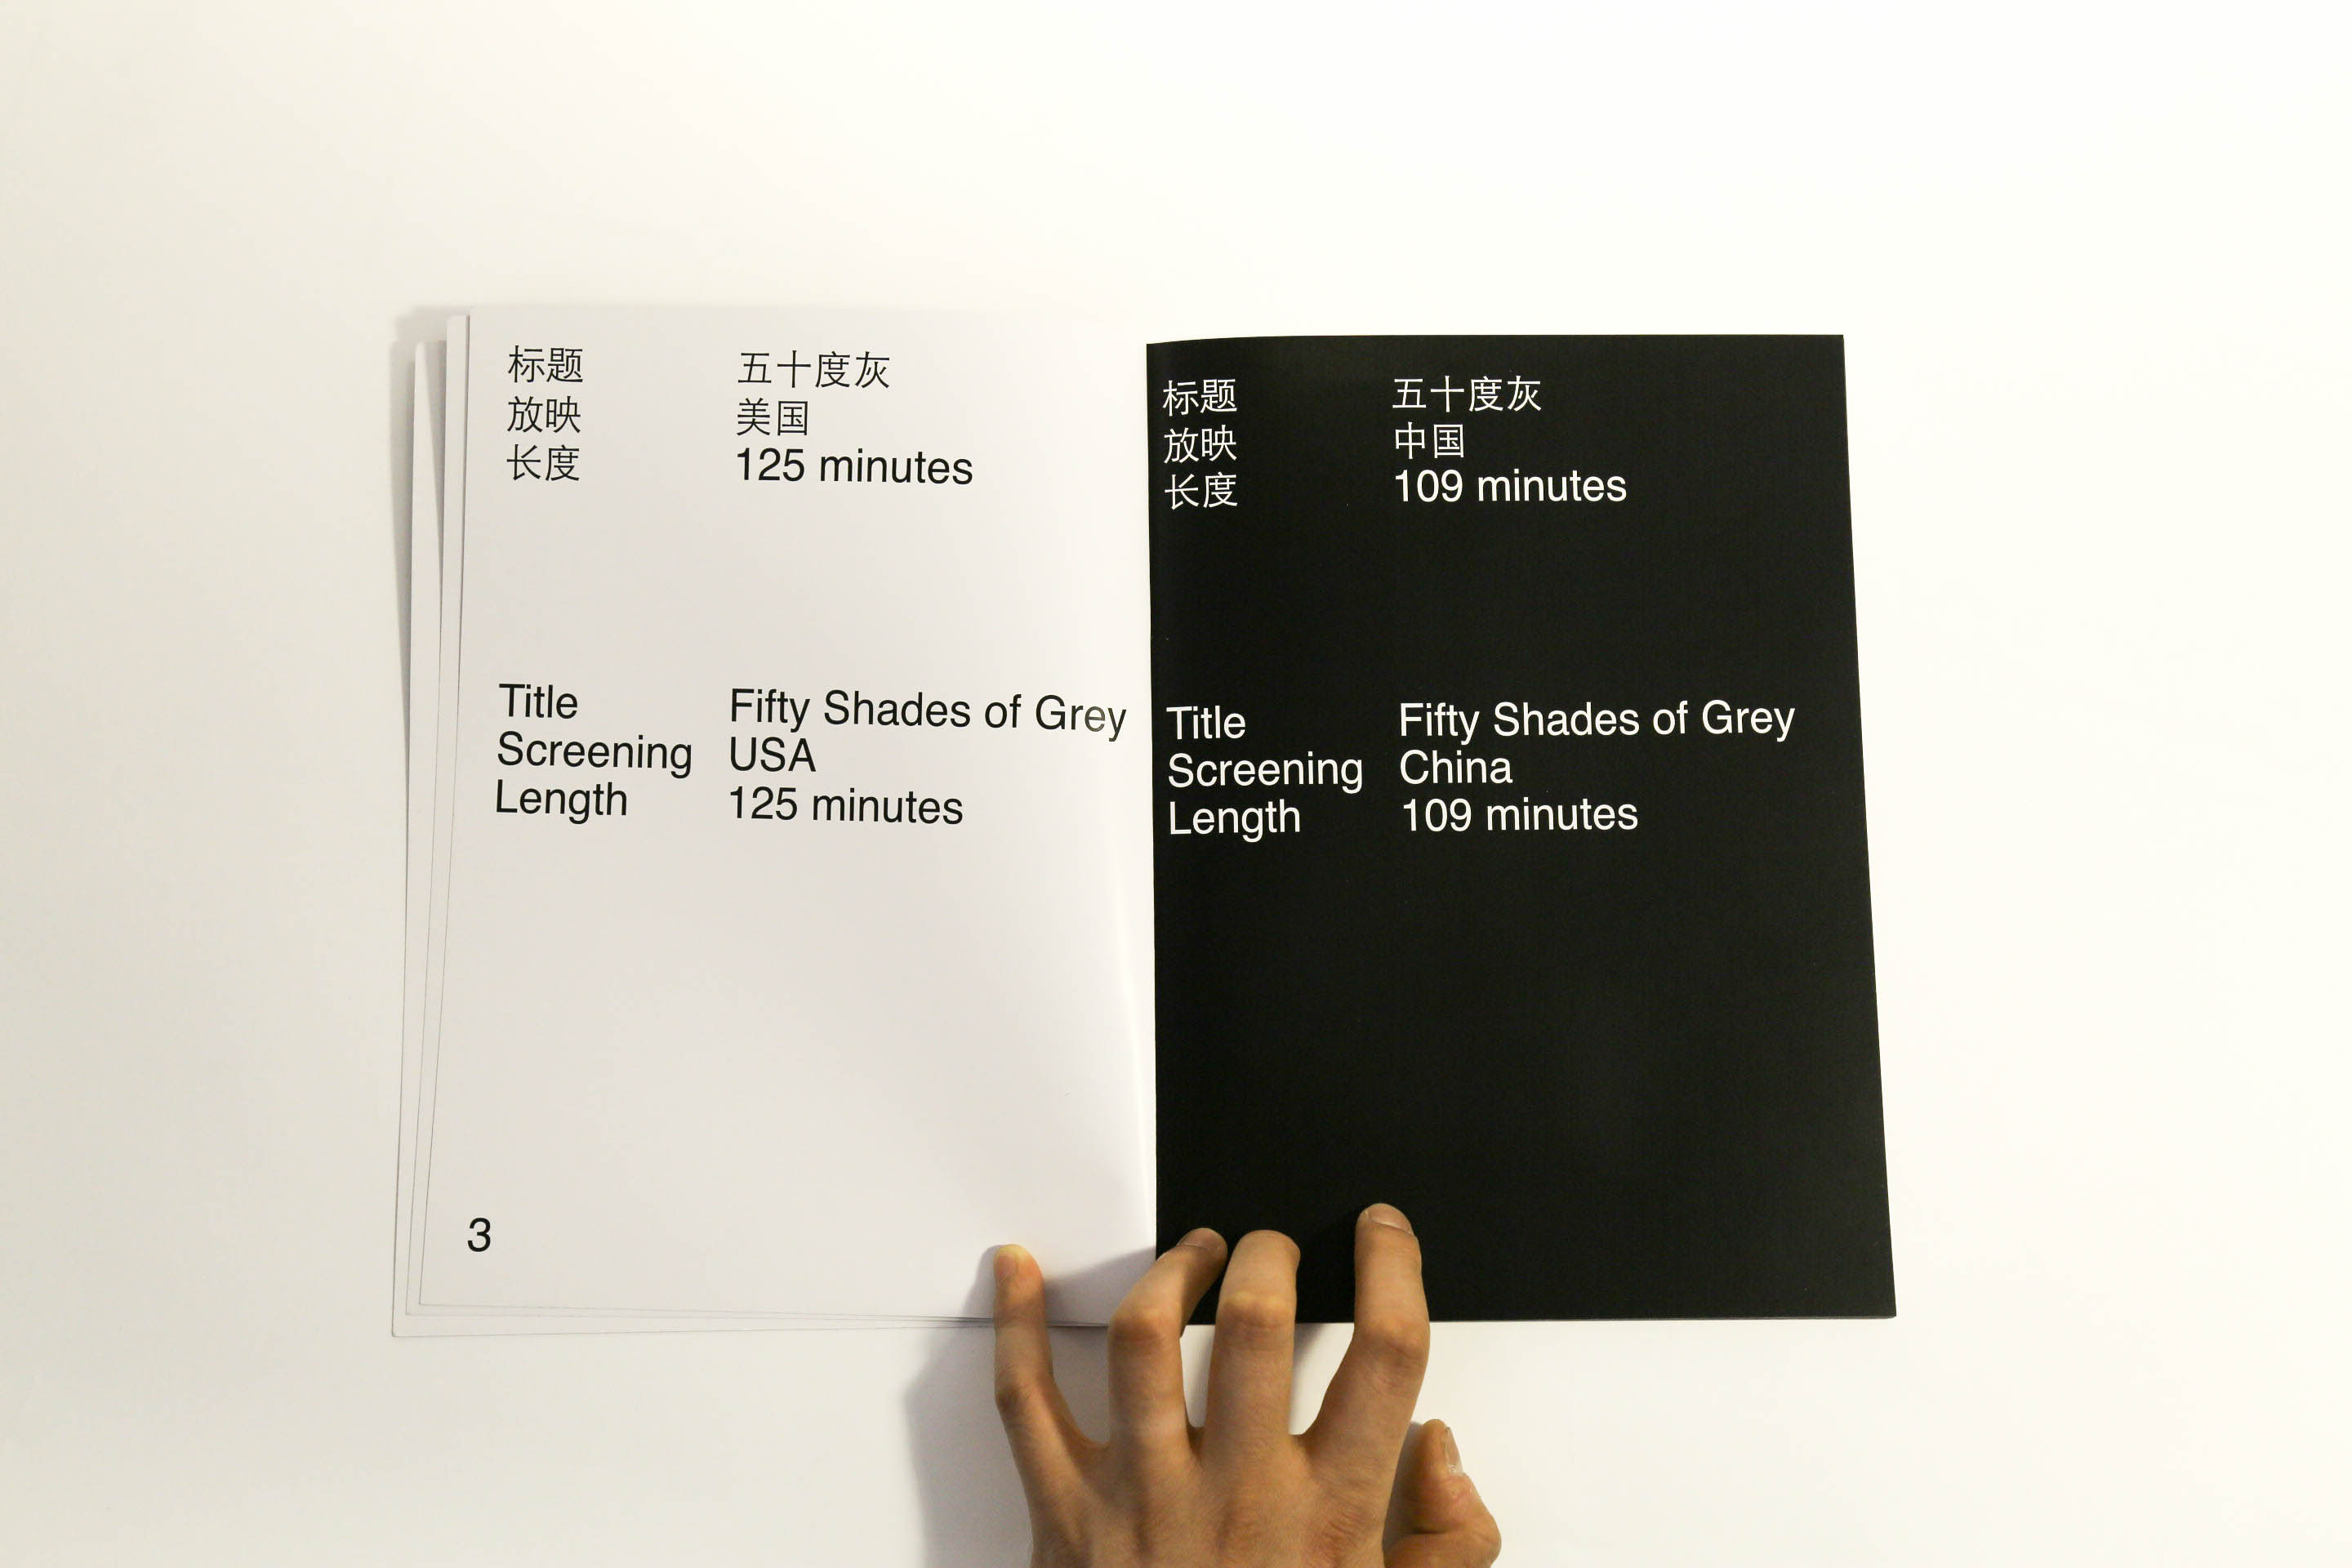 标题 五十度灰
放映 美国
长度 125 minutes
Title Fifty Shades of Grey
Screening USA
Length 125 minutes
3
标题 五十度灰
放映 中国
长度 109 minutes
Title Fifty Shades of Grey
Screening China
Length 109 minutes